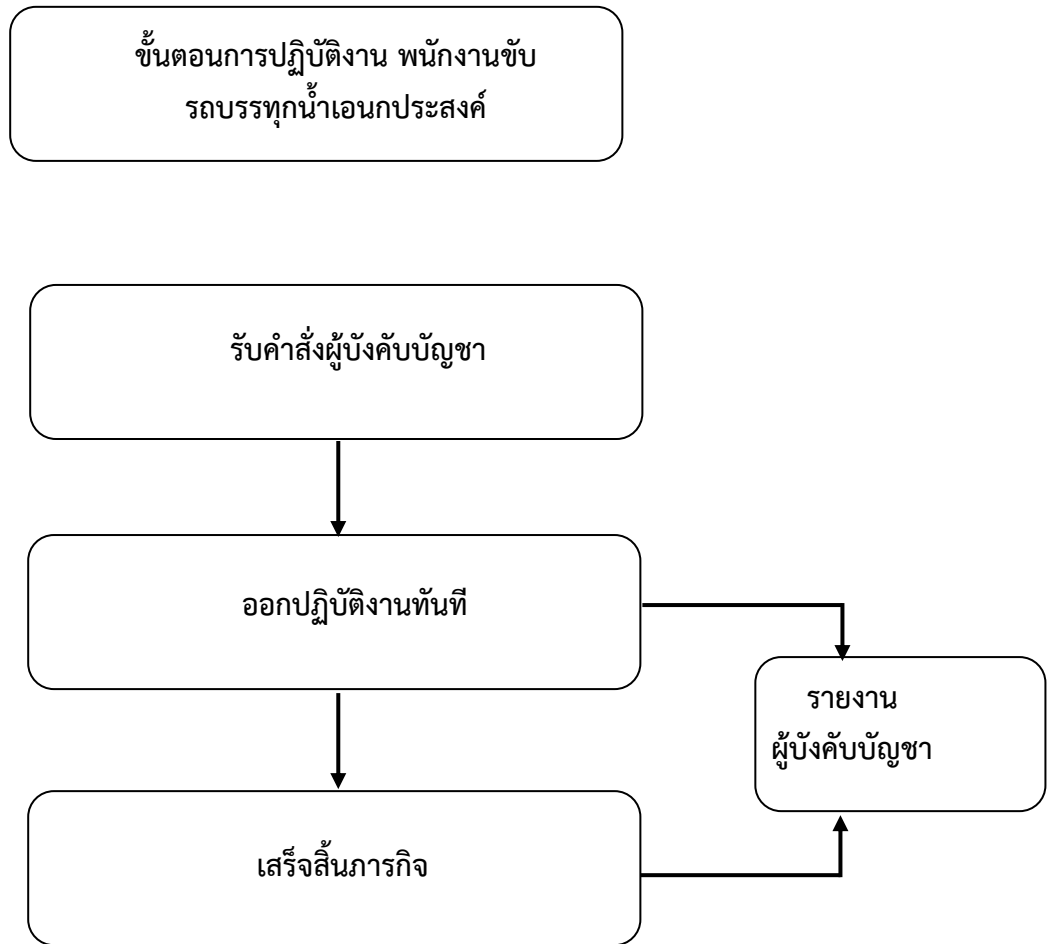 ขั้นตอนการปฏิบัติงาน พนักงานขับ
รถบรรทุกน้ำเอนกประสงค์
รับคำสั่งผู้บังคับบัญชา
ออกปฏิบัติงานทันที
รายงาน
ผู้บังคับบัญชา
เสร็จสิ้นภารกิจ